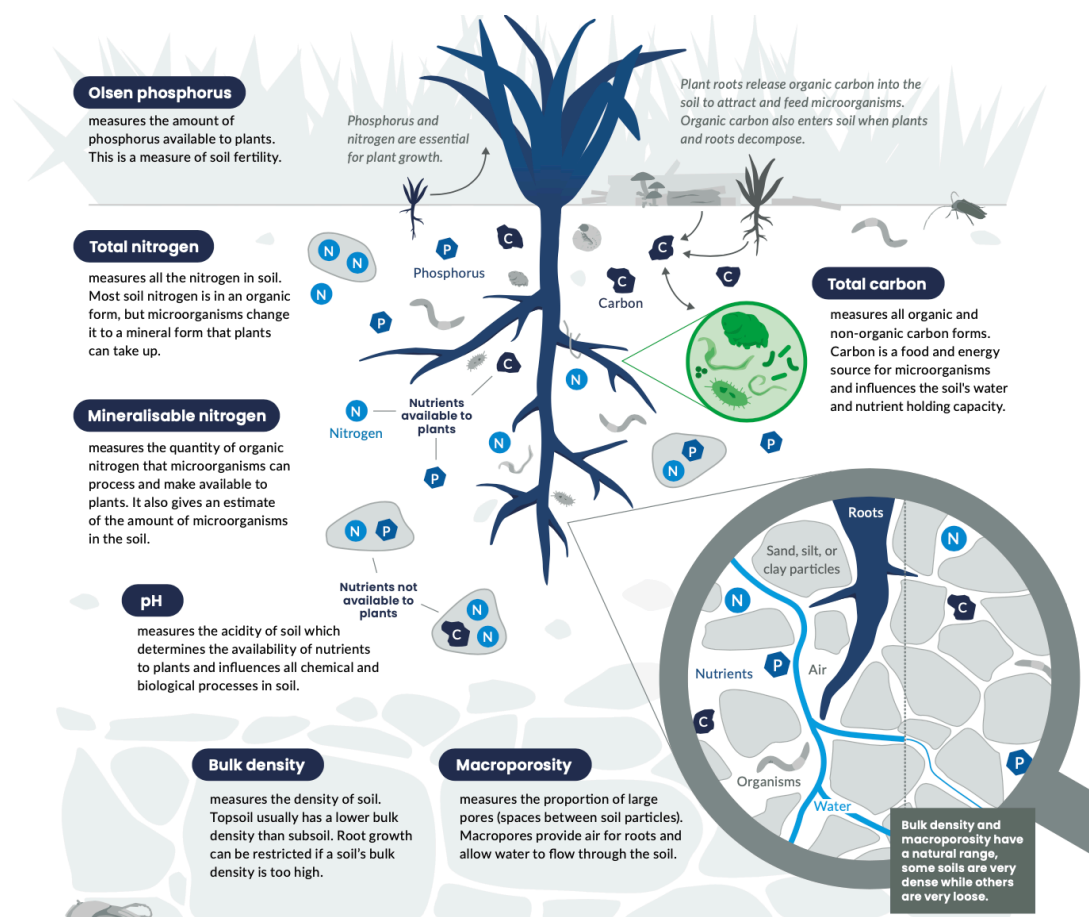 Olsen phosphorus
measures the amount of
phosphorus available to plants.
This is a measure of soil fertility.
Phosphorus and
nitrogen are essential
for plant growth.
Plant roots release organic carbon into the
soil to attract and feed microorganisms.
Organic carbon also enters soil when plants
and roots decompose.
Total nitrogen
measures all the nitrogen in soil.
Most soil nitrogen is in an organic
form, but microorganisms change
it to a mineral form that plants
can take up.
N
N
N
P
Phosphorus
C
P
C
C
Carbon
C
Total carbon
measures all organic and
non-organic carbon forms.
Carbon is a food and energy
source for microorganisms
and influences the soil's water
and nutrient holding capacity.
Mineralisable nitrogen
measures the quantity of organic
nitrogen that microorganisms can
process and make available to
plants. It also gives an estimate
of the amount of microorganisms
in the soil.
C
N
Nitrogen
Nutrients
available to
plants
N
N
P
P
N
P
N
P
Nutrients not
available to
plants
N
C
N
pH
measures the acidity of soil which
determines the availability of nutrients
to plants and influences all chemical and
biological processes in soil.
Bulk density
measures the density of soil.
Topsoil usually has a lower bulk
density than subsoil. Root growth
can be restricted if a soil's bulk
density is too high.
Macroporosity
measures the proportion of large
pores (spaces between soil particles).
Macropores provide air for roots and
allow water to flow through the soil.
Roots
Sand, silt, or
clay particles
N
N
C
Nutrients
P
Air
C
Organisms
P
Water
Bulk density and
macroporosity have
a natural range,
some soils are very
dense while others
are very loose.